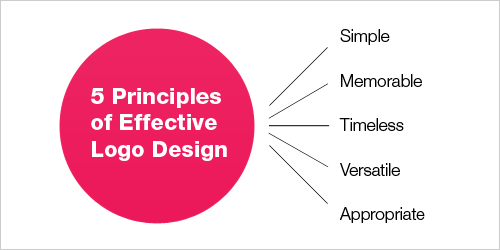 5 Principles
of Effective
Logo Design
Simple
Memorable
Timeless
Versatile
Appropriate